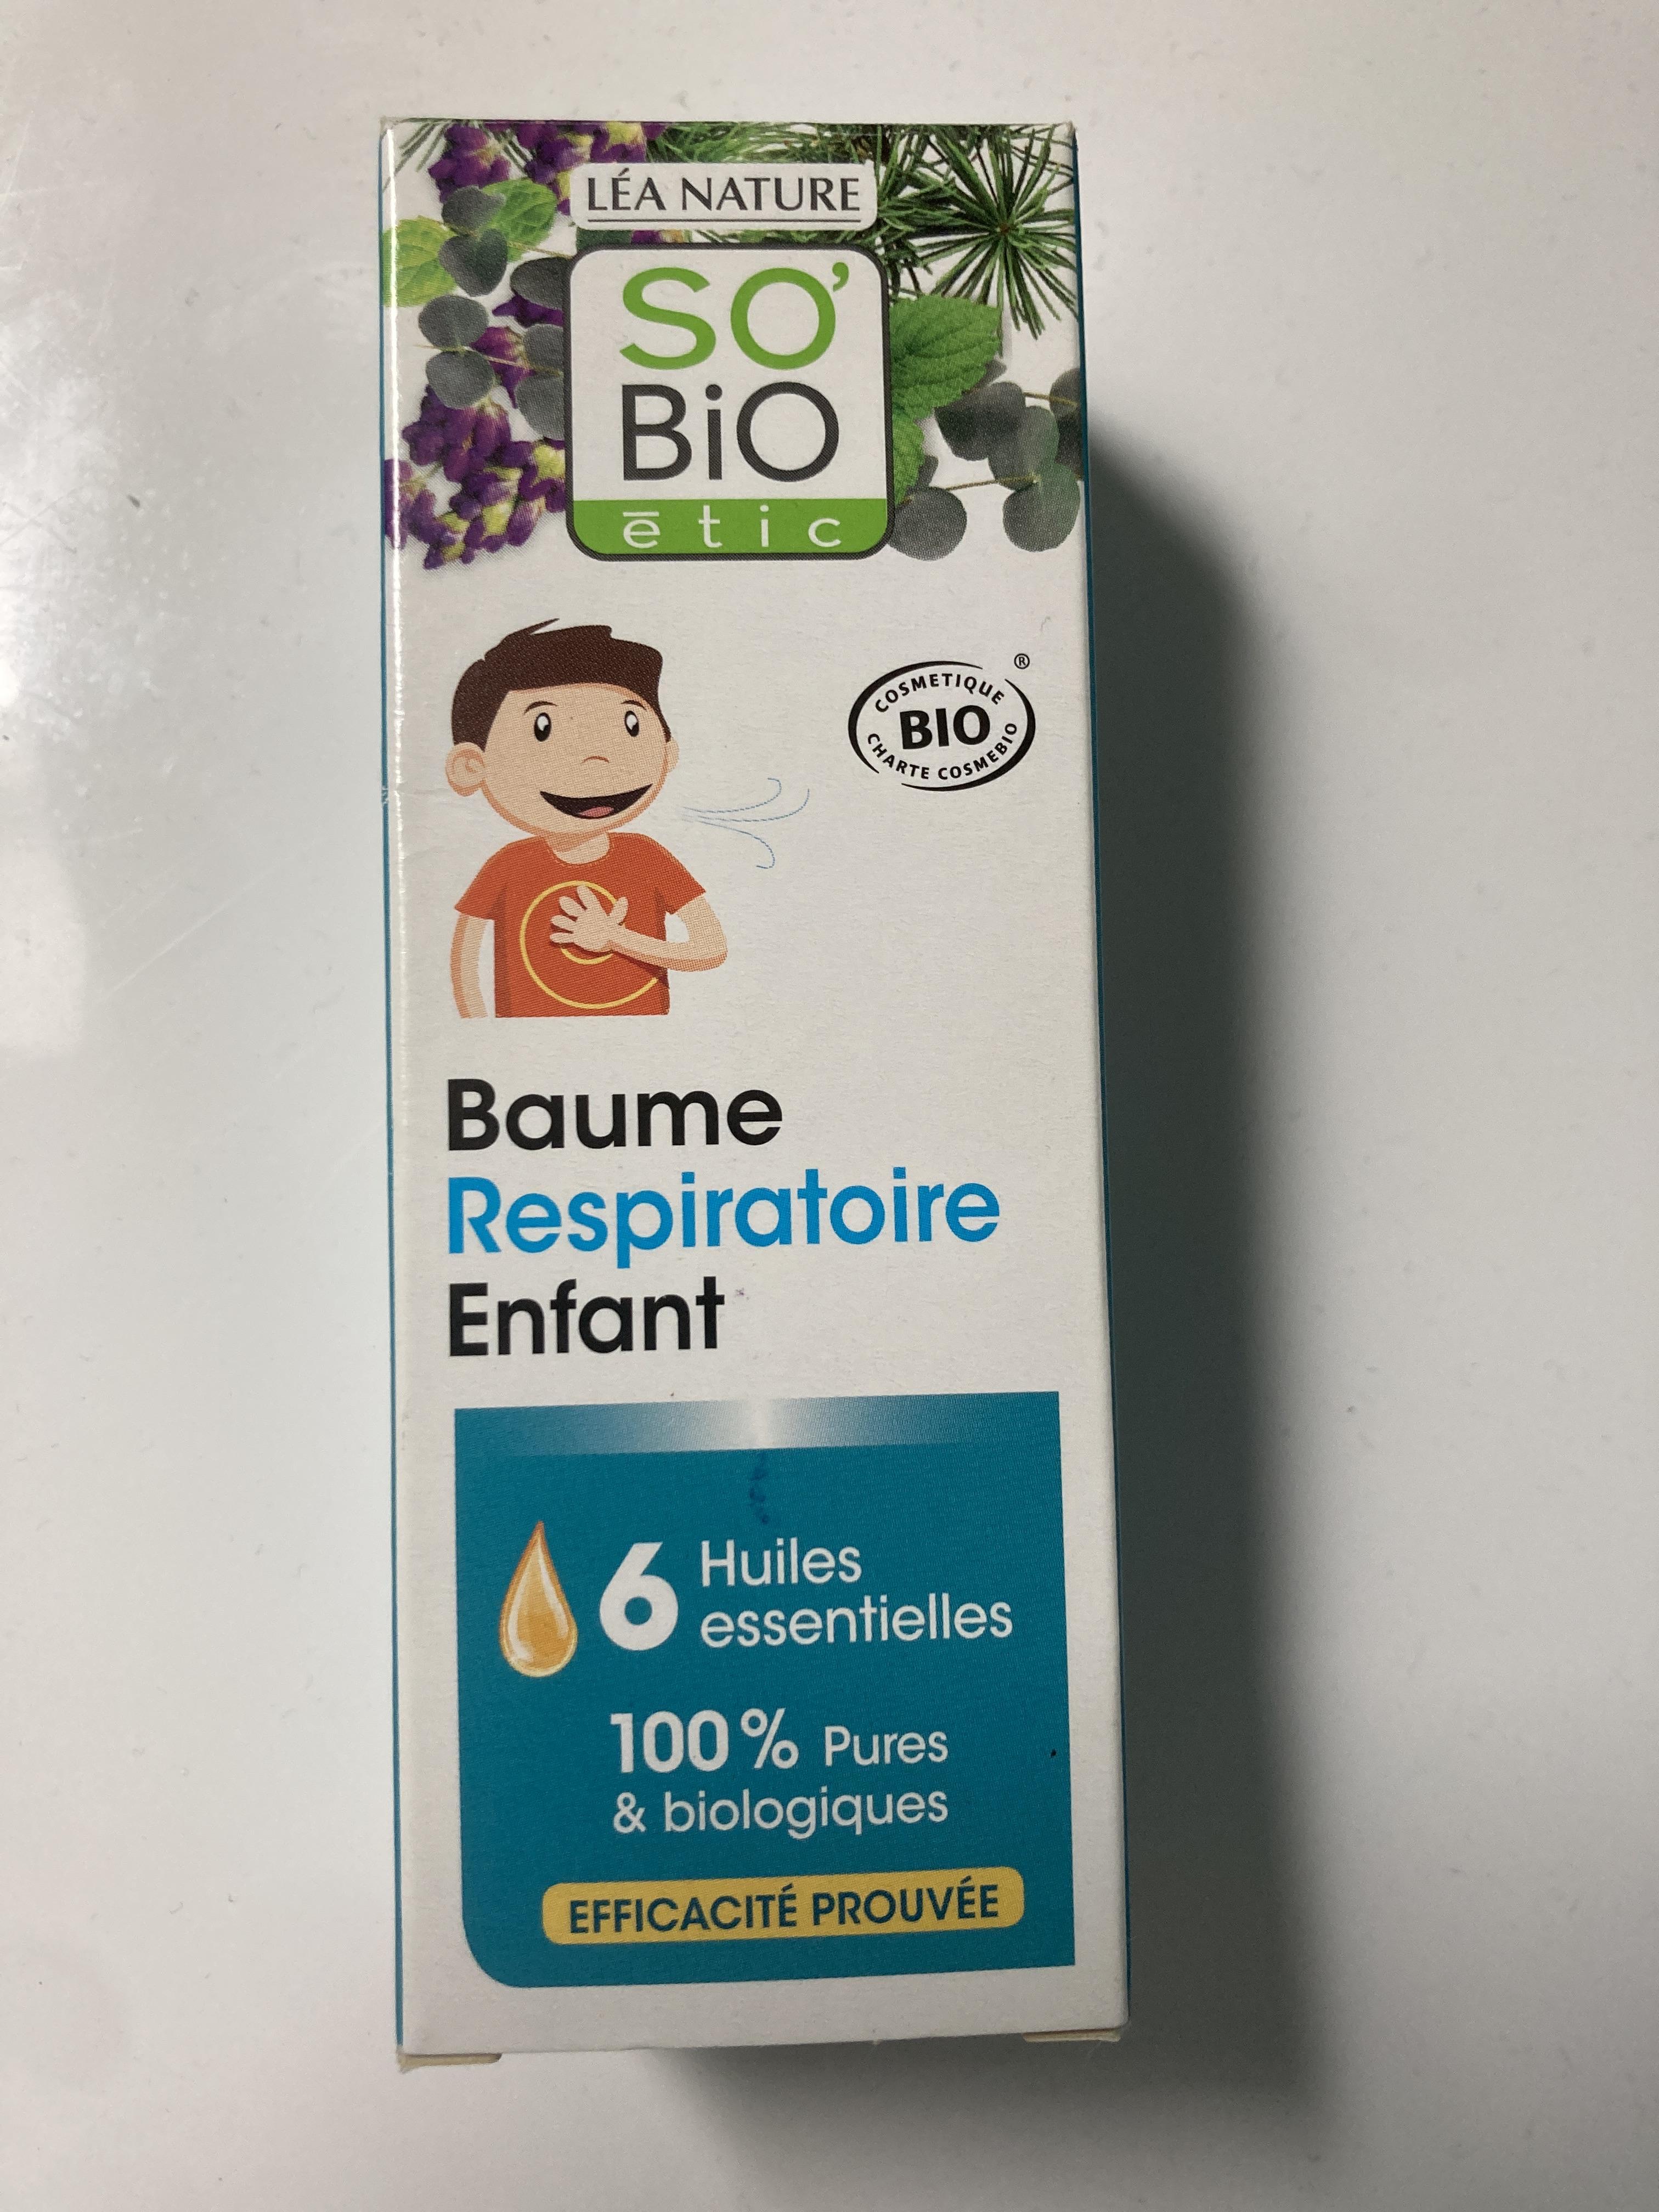 LÉA NATURE
SO'
BiO
ētic
®
COSMETIQUE
BIO
CHARTE COSMEBIO
Baume
Respiratoire
Enfant
6 Huiles
essentielles
100% Pures
& biologiques
EFFICACITÉ PROUVÉE